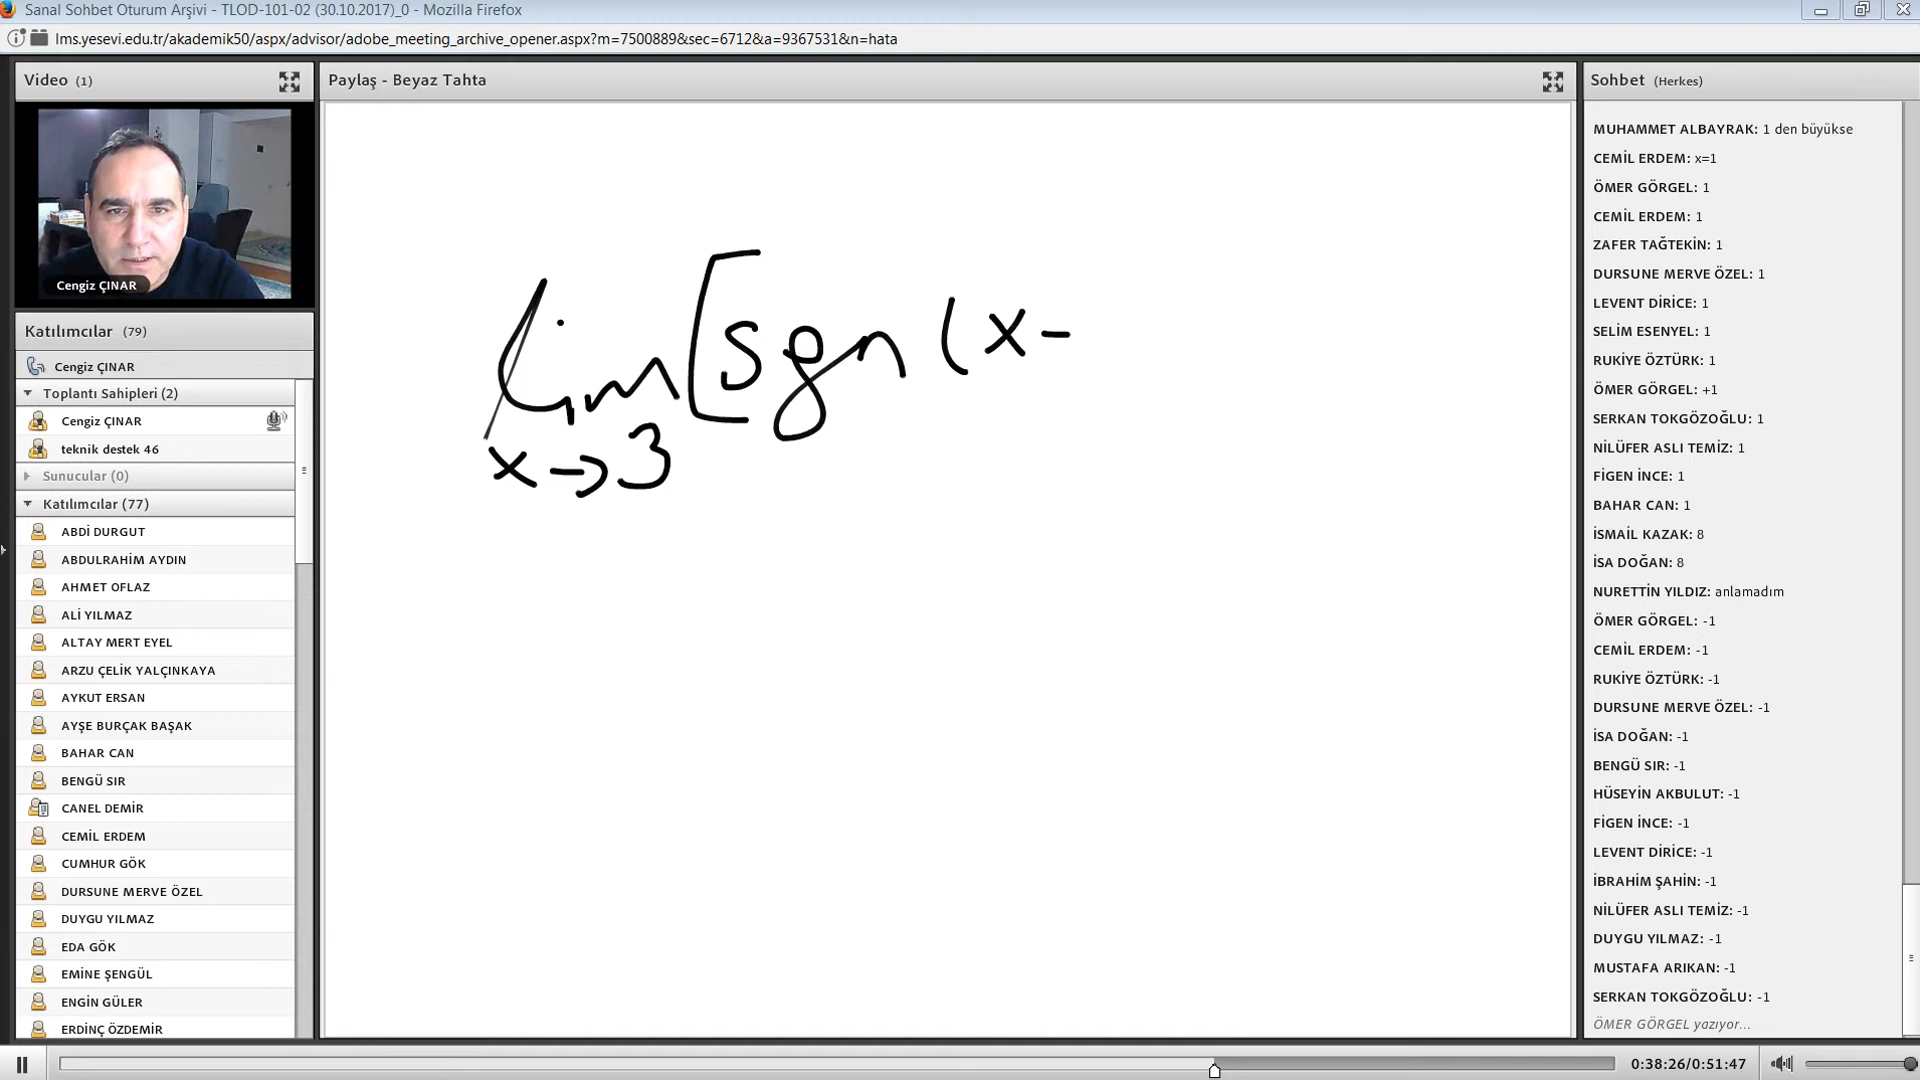 Sanal Sohbet Oturum Arşivi - TLOD-101-02 (30.10.2017)_0 - Mozilla Firefox
lms.yesevi.edu.tr/akademik50/aspx/advisor/adobe_meeting_archive_opener.aspx?m=7500889&sec=6712&a=9367531&n=hata
Video (1)
Cengiz ÇINAR
Katılımcılar (79)
Cengiz ÇINAR
Toplantı Sahipleri (2)
Cengiz ÇINAR
teknik destek 46
Sunucular (0)
Katılımcılar (77)
ABDİ DURGUT
ABDULRAHİM AYDIN
AHMET OFLAZ
ALİ YILMAZ
ALTAY MERT EYEL
ARZU ÇELİK YALÇINKAYA
AYKUT ERSAN
AYŞE BURÇAK BAŞAK
BAHAR CAN
BENGÜ SIR
CANEL DEMİR
CEMİL ERDEM
CUMHUR GÖK
DURSUNE MERVE ÖZEL
DUYGU YILMAZ
EDA GÖK
EMİNE ŞENGÜL
ENGİN GÜLER
ERDİNÇ ÖZDEMİR
Paylaş - Beyaz Tahta
lim [sgn (x-
x→3
Sohbet (Herkes)
MUHAMMET ALBAYRAK: 1 den büyükse
CEMİL ERDEM: x=1
ÖMER GÖRGEL: 1
CEMİL ERDEM: 1
ZAFER TAĞTEKİN: 1
DURSUNE MERVE ÖZEL: 1
LEVENT DİRİCE: 1
SELİM ESENYEL: 1
RUKİYE ÖZTÜRK: 1
ÖMER GÖRGEL: +1
SERKAN TOKGÖZOĞLU: 1
NİLÜFER ASLI TEMİZ: 1
FİGEN İNCE: 1
BAHAR CAN: 1
İSMAİL KAZAK: 8
İSA DOĞAN: 8
NURETTİN YILDIZ: anlamadım
ÖMER GÖRGEL: -1
CEMİL ERDEM: -1
RUKİYE ÖZTÜRK: -1
DURSUNE MERVE ÖZEL: -1
İSA DOĞAN: -1
BENGÜ SIR: -1
HÜSEYİN AKBULUT: -1
FİGEN İNCE: -1
LEVENT DİRİCE: -1
İBRAHİM ŞAHİN: -1
NİLÜFER ASLI TEMİZ: -1
DUYGU YILMAZ: -1
MUSTAFA ARIKAN: -1
SERKAN TOKGÖZOĞLU: -1
ÖMER GÖRGEL yazıyor...
0:38:26/0:51:47